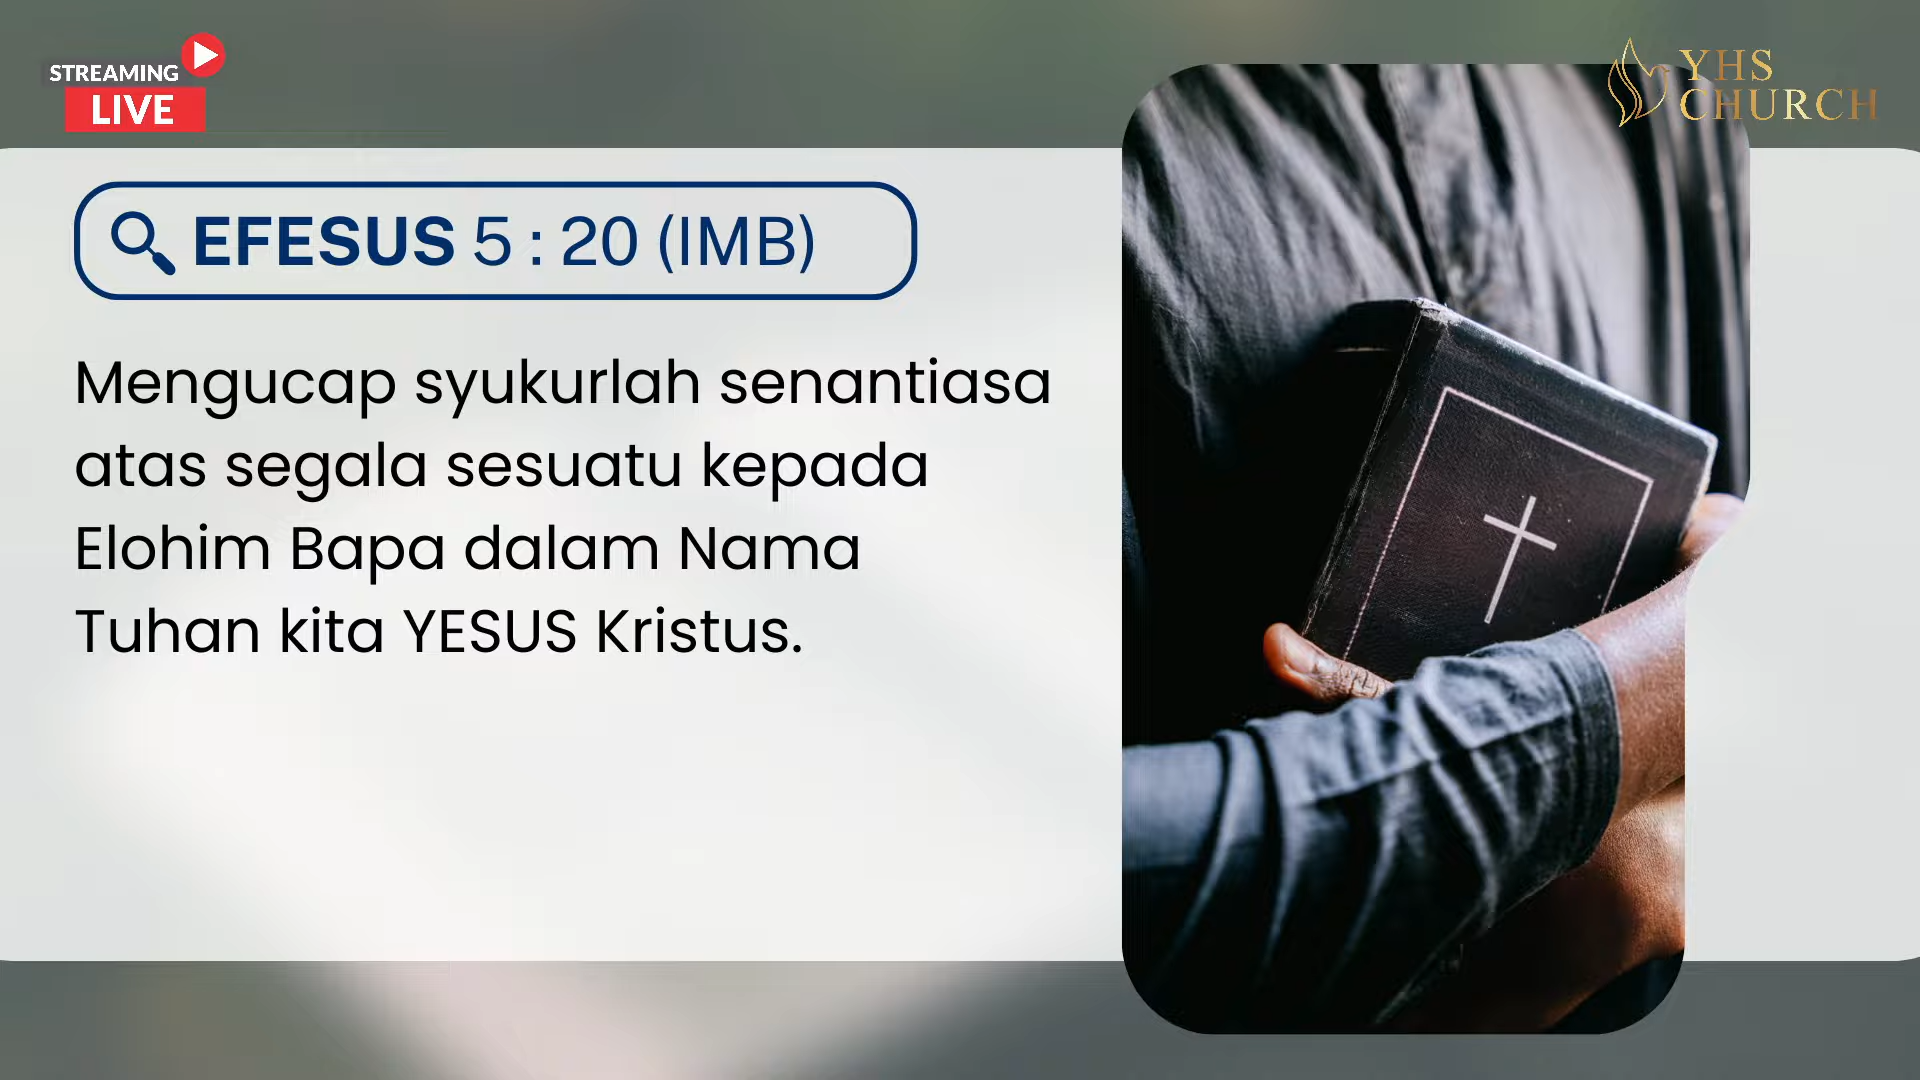 STREAMING
LIVE
YHS
CHURCH
EFESUS 5 : 20 (IMB)
Mengucap syukurlah senantiasa
atas segala sesuatu kepada
Elohim Bapa dalam Nama
Tuhan kita YESUS Kristus.